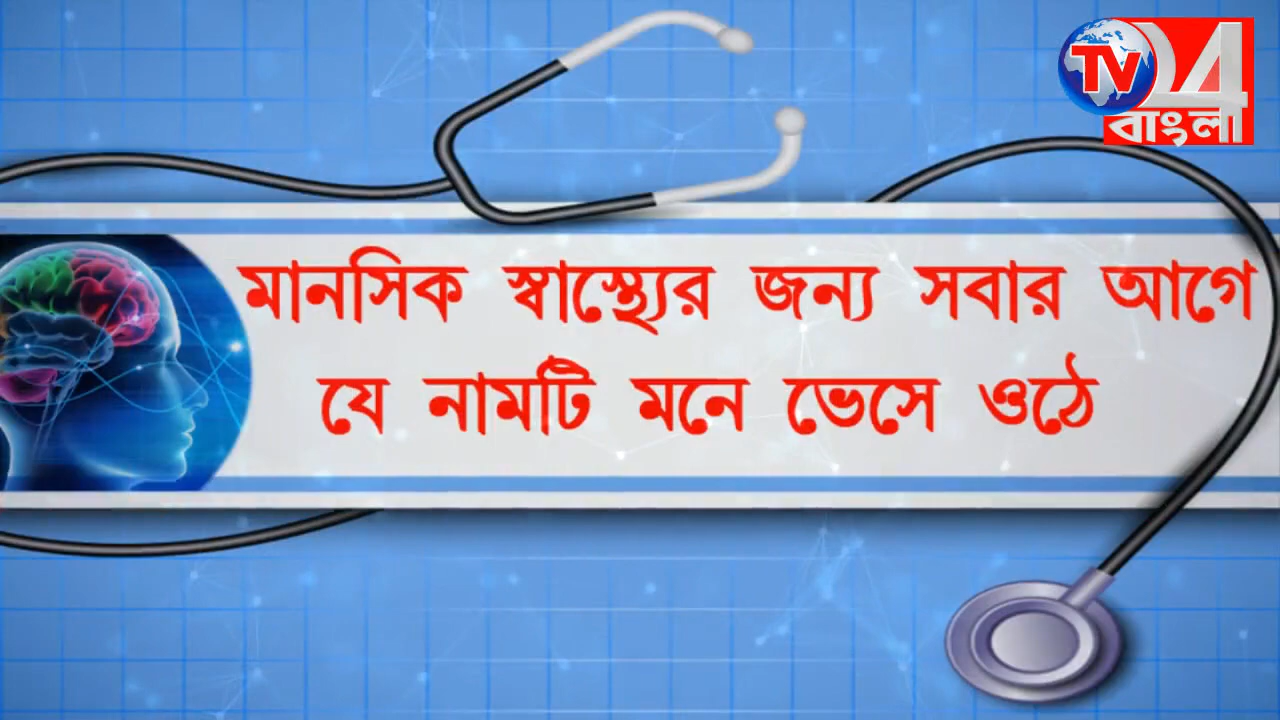 TV 24
বাংলা
মানসিক স্বাস্থ্যের জন্য সবার আগে
যে নামটি মনে ভেসে ওঠে